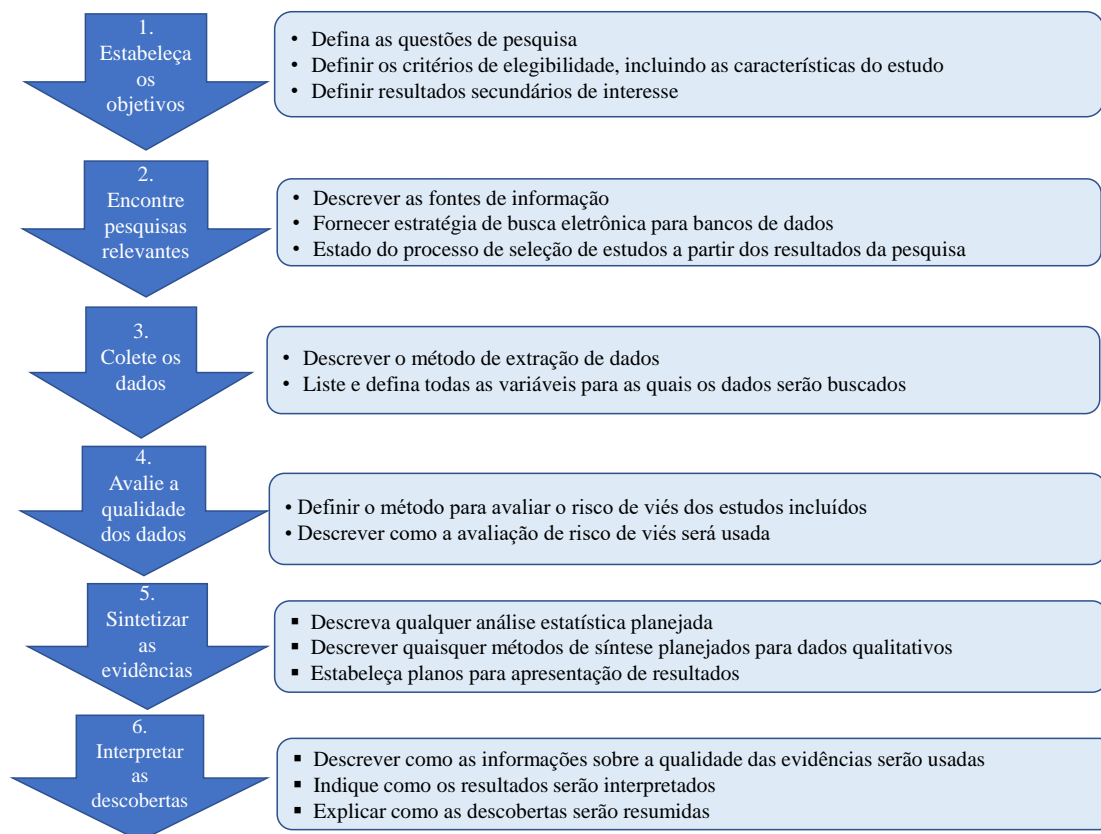 1.
Estabeleça
os
objetivos
• Defina as questões de pesquisa
• Definir os critérios de elegibilidade, incluindo as características do estudo
• Definir resultados secundários de interesse
2.
Encontre
pesquisas
relevantes
• Descrever as fontes de informação
• Fornecer estratégia de busca eletrônica para bancos de dados
• Estado do processo de seleção de estudos a partir dos resultados da pesquisa
3.
Colete os
dados
• Descrever o método de extração de dados
• Liste e defina todas as variáveis para as quais os dados serão buscados
4.
Avalie a
qualidade
dos dados
• Definir o método para avaliar o risco de viés dos estudos incluídos
• Descrever como a avaliação de risco de viés será usada
5.
Sintetizar
as
evidências
▪ Descreva qualquer análise estatística planejada
▪ Descrever quaisquer métodos de síntese planejados para dados qualitativos
▪ Estabeleça planos para apresentação de resultados
6.
Interpretar
as
descobertas
▪ Descrever como as informações sobre a qualidade das evidências serão usadas
▪ Indique como os resultados serão interpretados
▪ Explicar como as descobertas serão resumidas